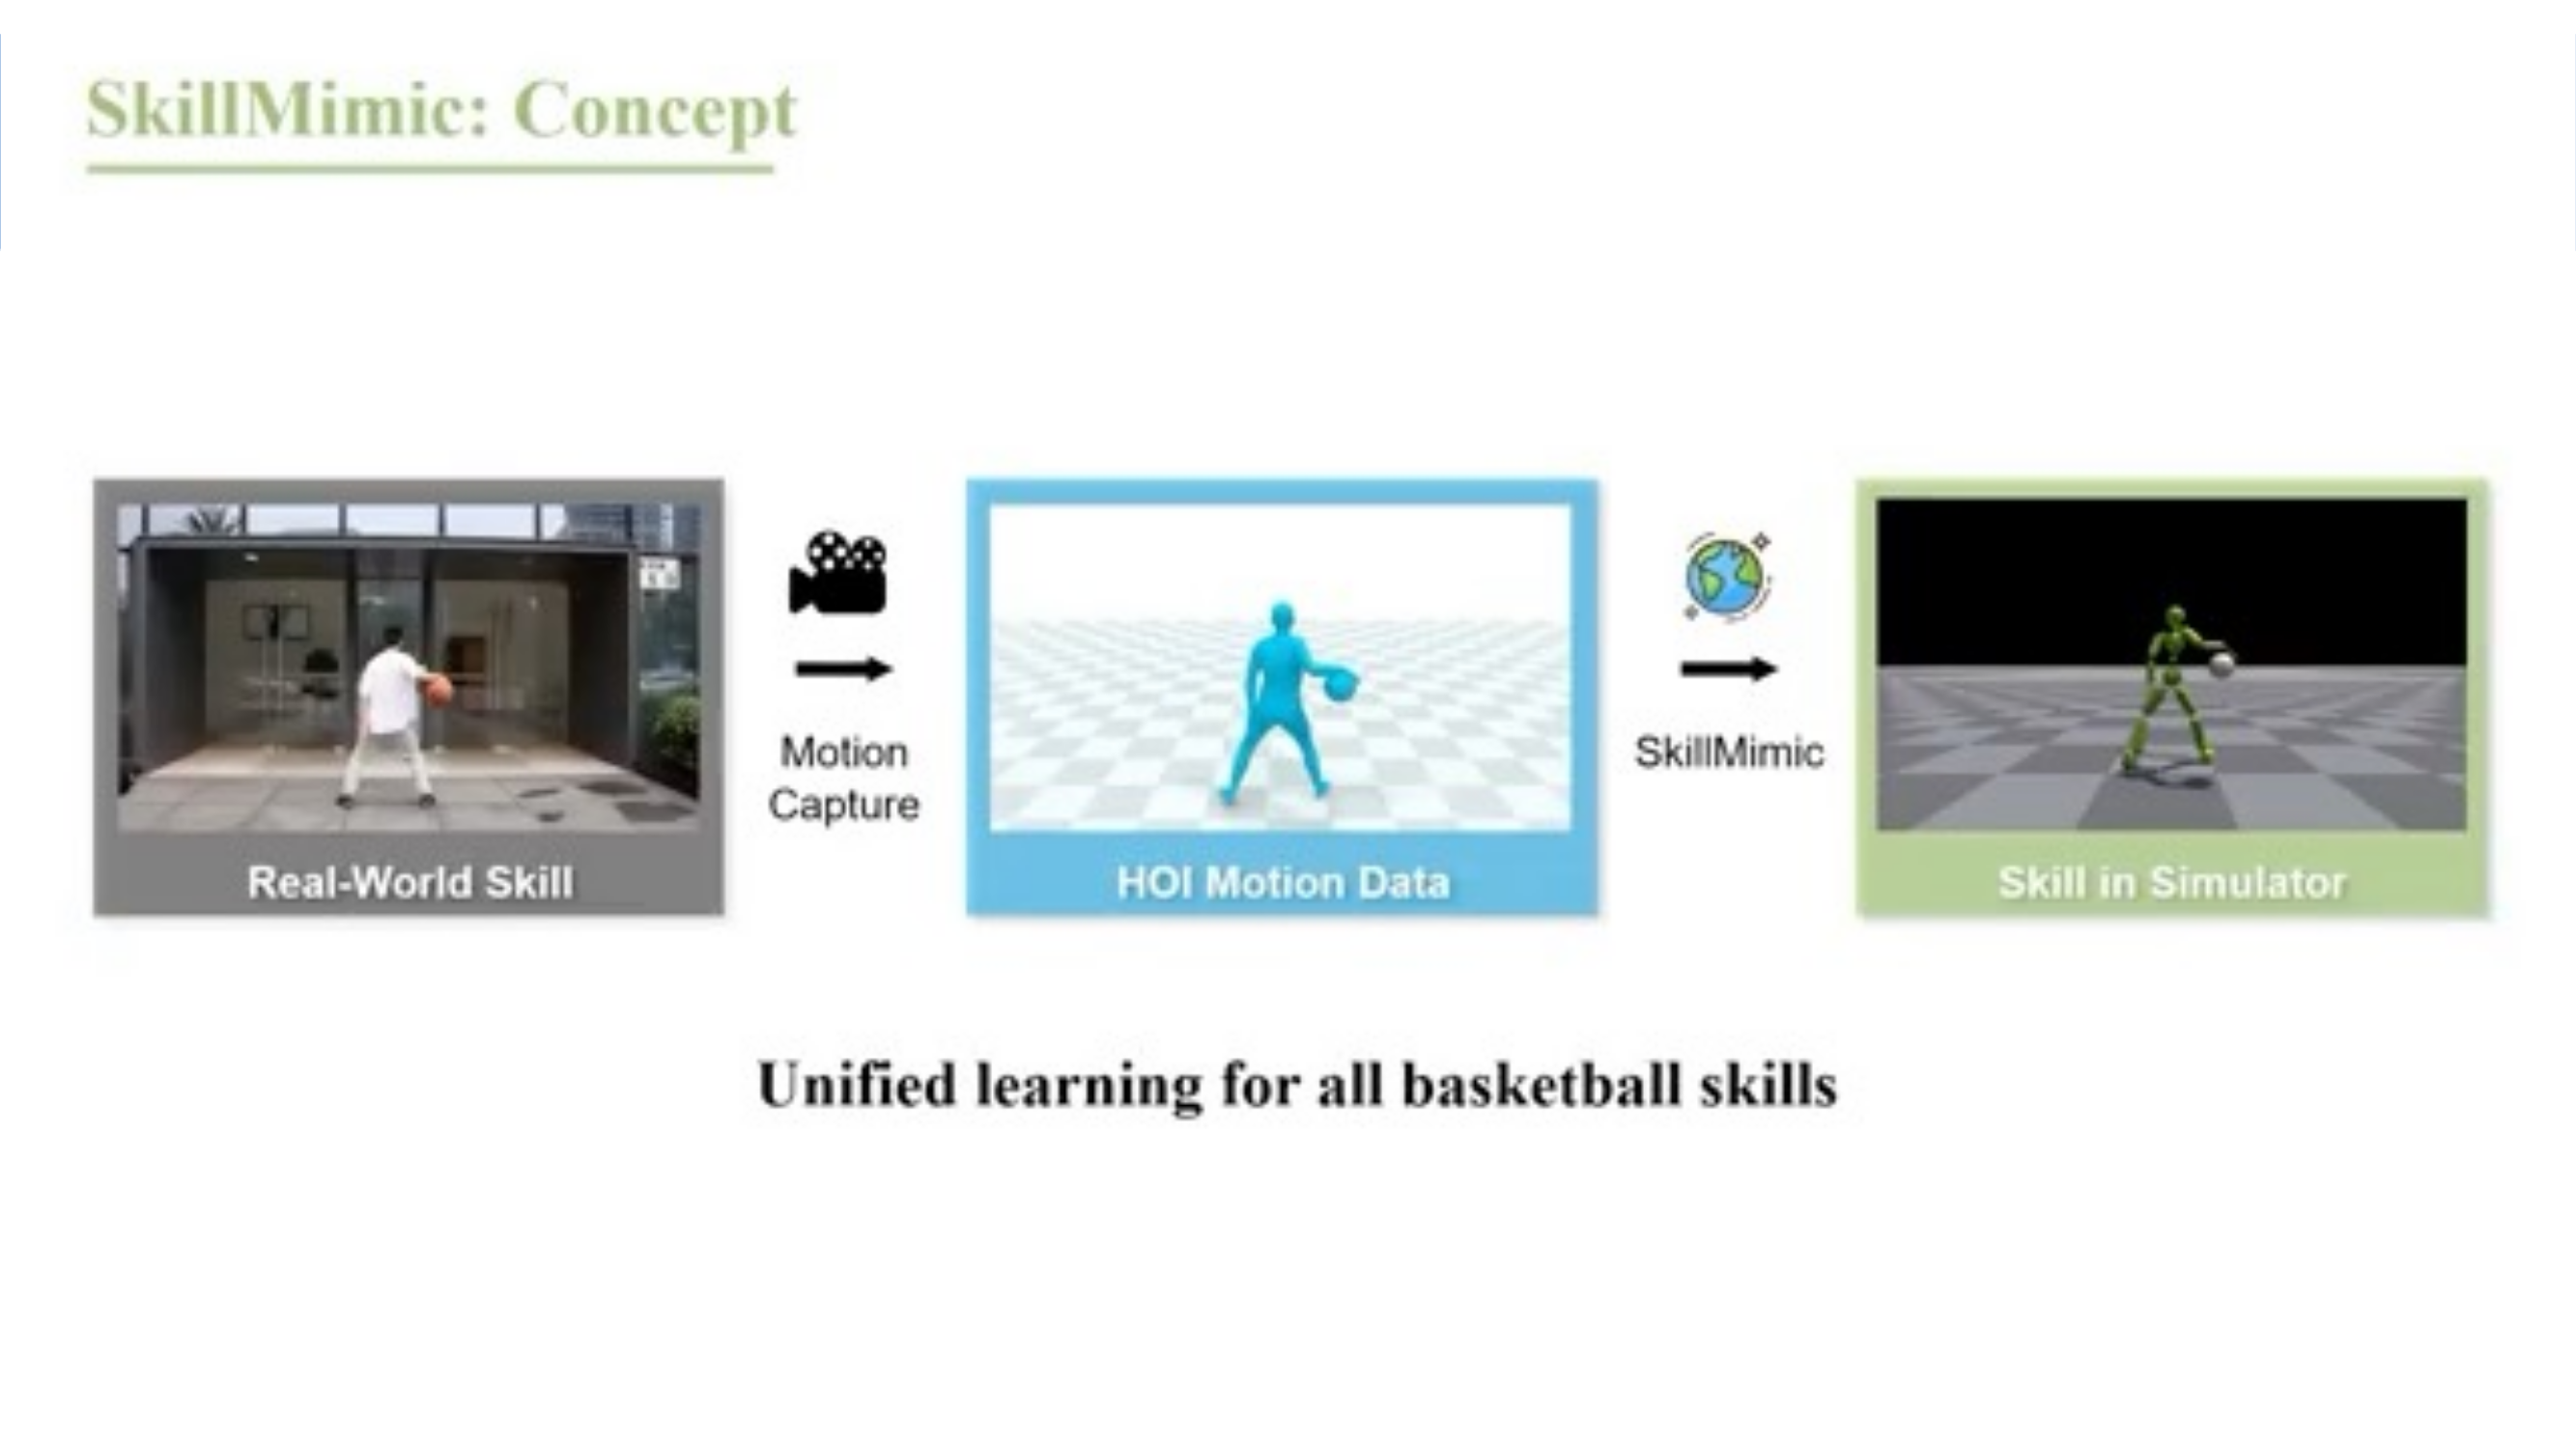 SkillMimic: Concept
Motion
Capture
SkillMimic
Real-World Skill
HOI Motion Data
Skill in Simulator
Unified learning for all basketball skills